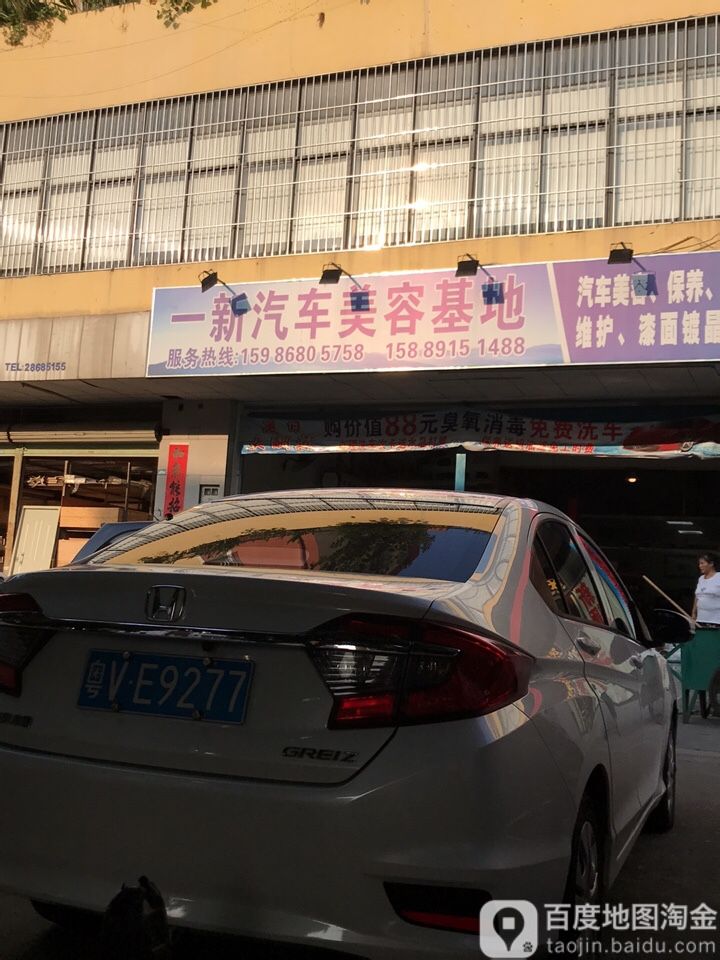 一新汽车美容基地
服务热线:159 8680 5758 158 8915 1488
汽车美容、保养、
维护、漆面镀晶
TEL:28685155
购价值88元臭氧消毒免费洗车
粤V·E9277
GREIZ
百度地图淘金
taojin.baidu.com